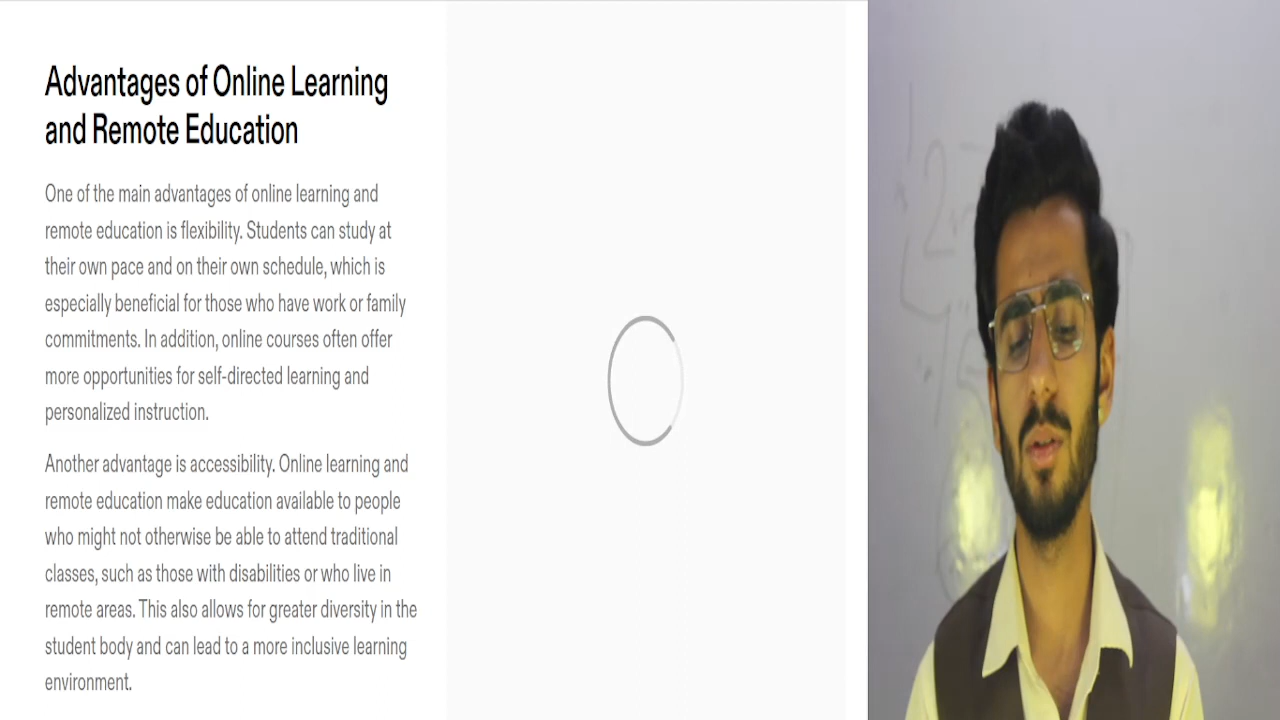 Advantages of Online Learning
and Remote Education
One of the main advantages of online learning and
remote education is flexibility. Students can study at
their own pace and on their own schedule, which is
especially beneficial for those who have work or family
commitments. In addition, online courses often offer
more opportunities for self-directed learning and
personalized instruction.
Another advantage is accessibility. Online learning and
remote education make education available to people
who might not otherwise be able to attend traditional
classes, such as those with disabilities or who live in
remote areas. This also allows for greater diversity in the
student body and can lead to a more inclusive learning
environment.